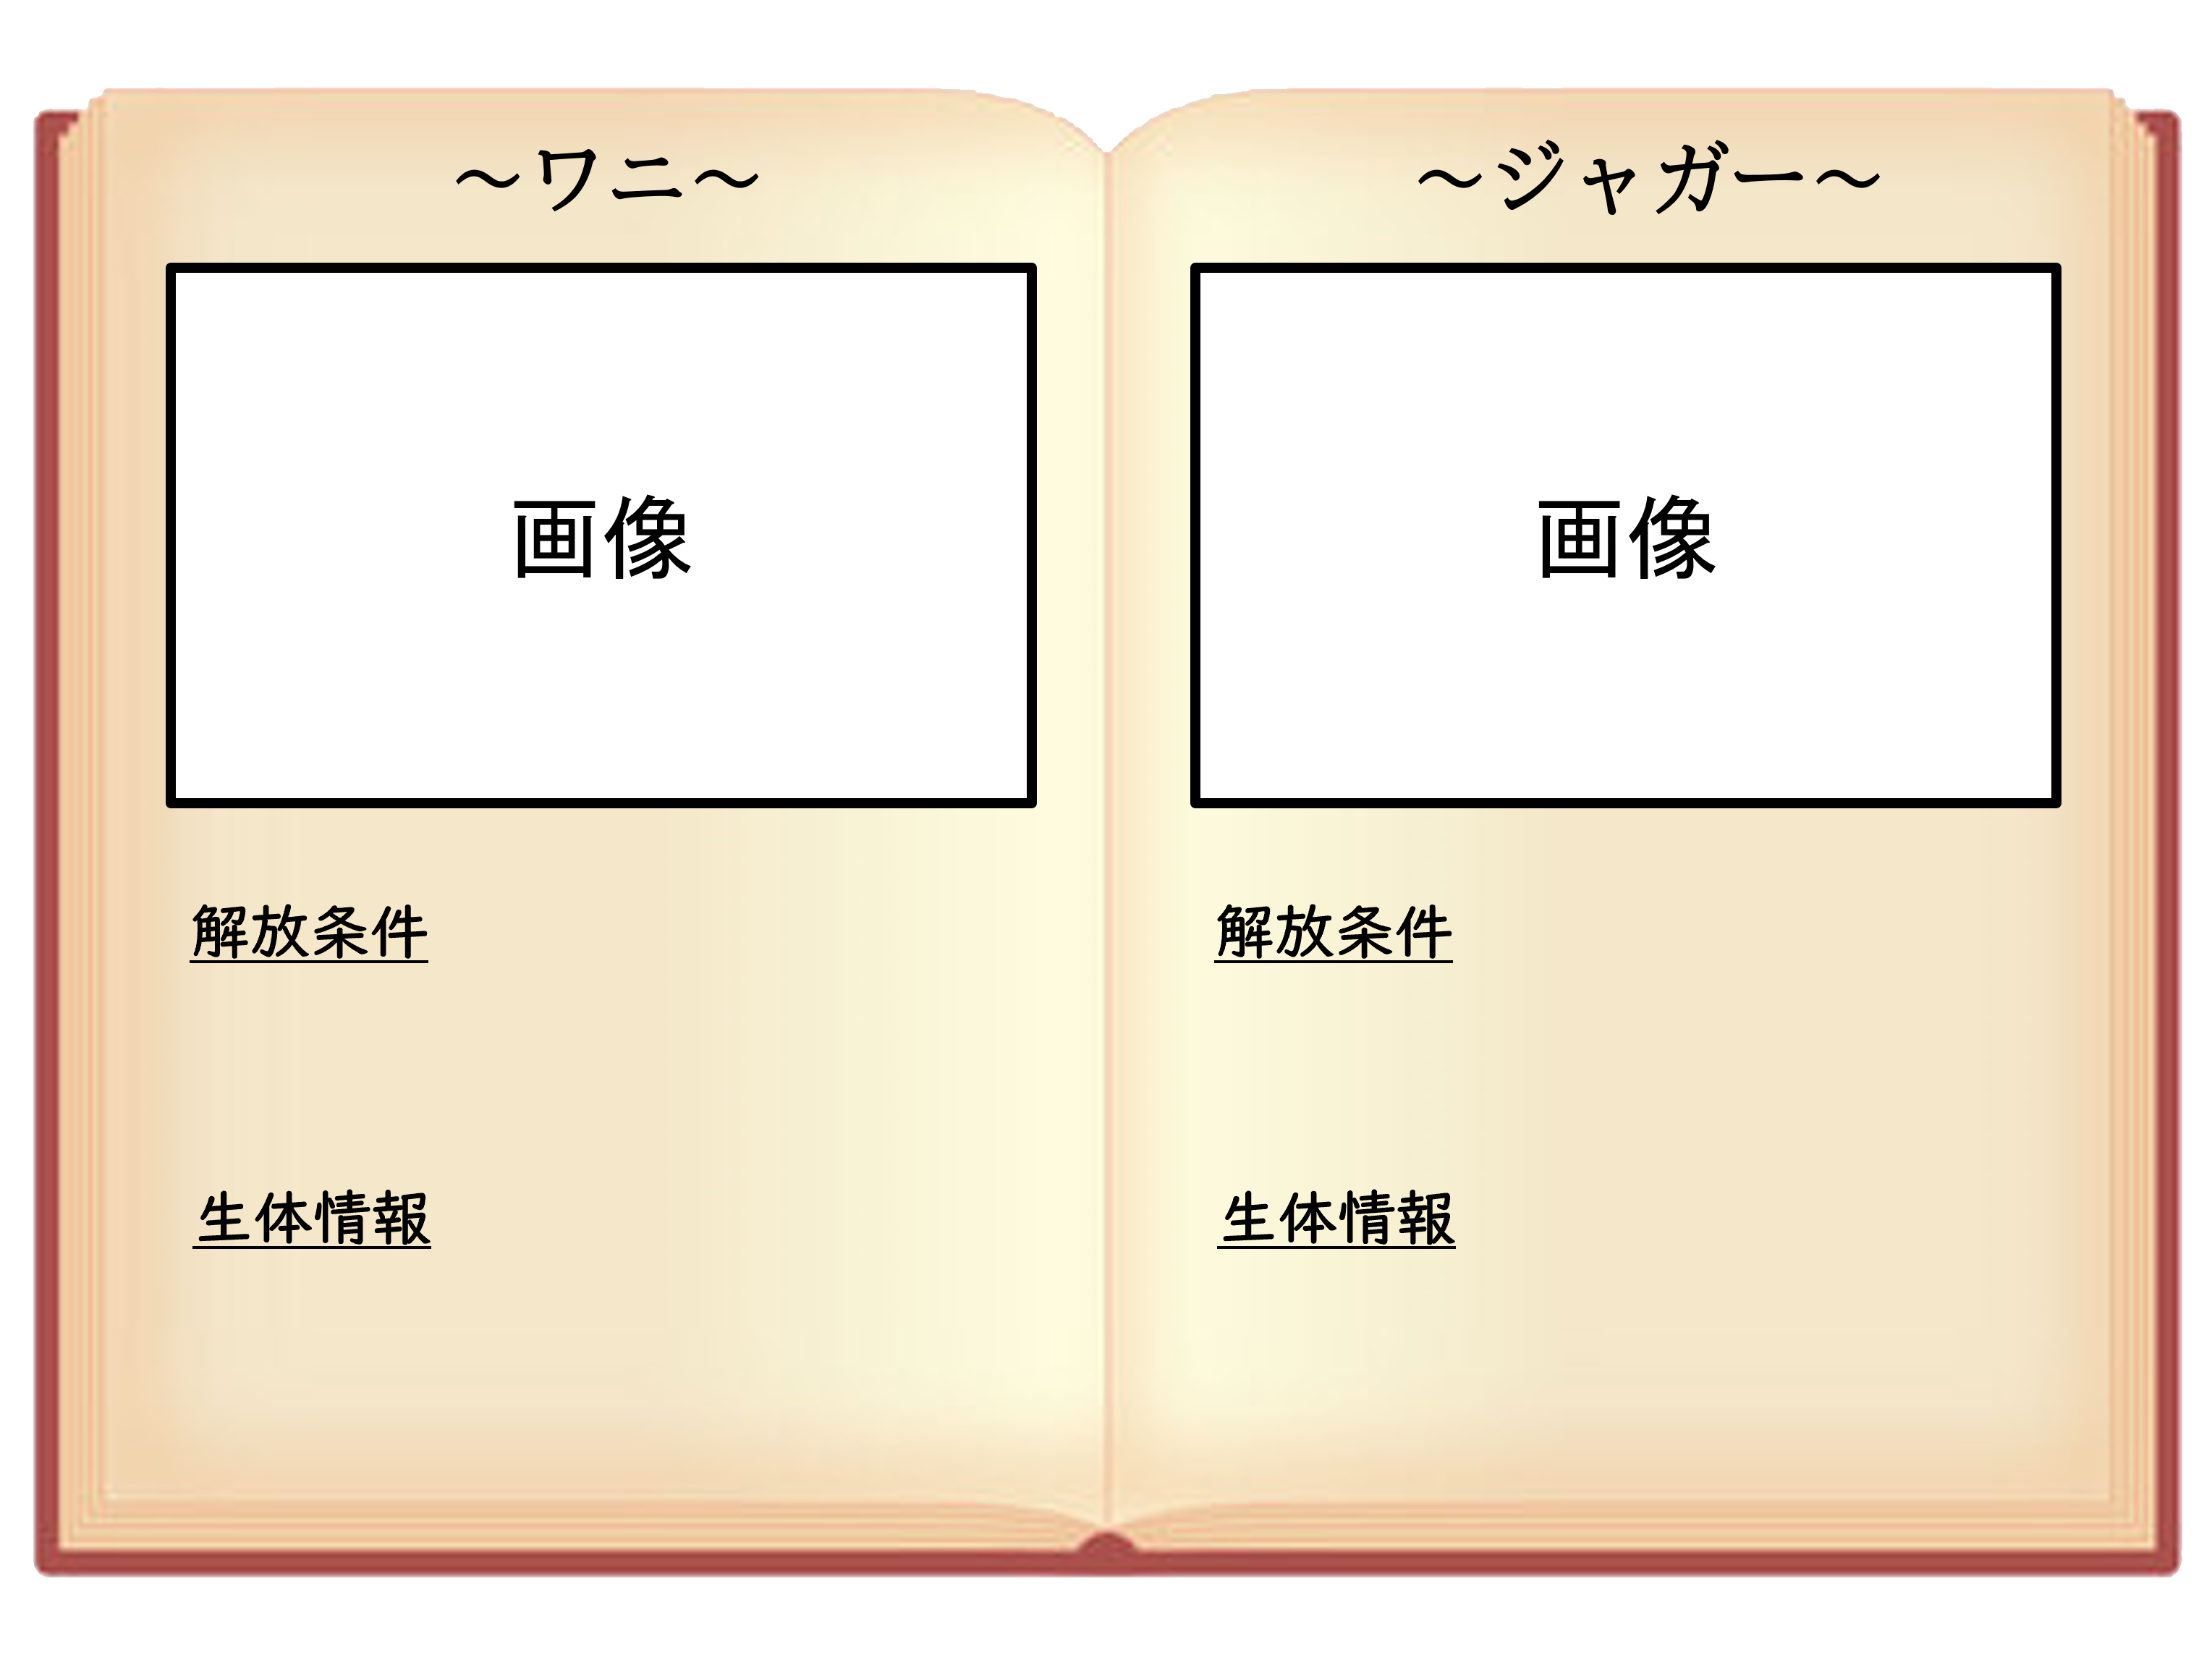 ～ワニ～
画像
解放条件
生体情報
～ジャガー～
画像
解放条件
生体情報